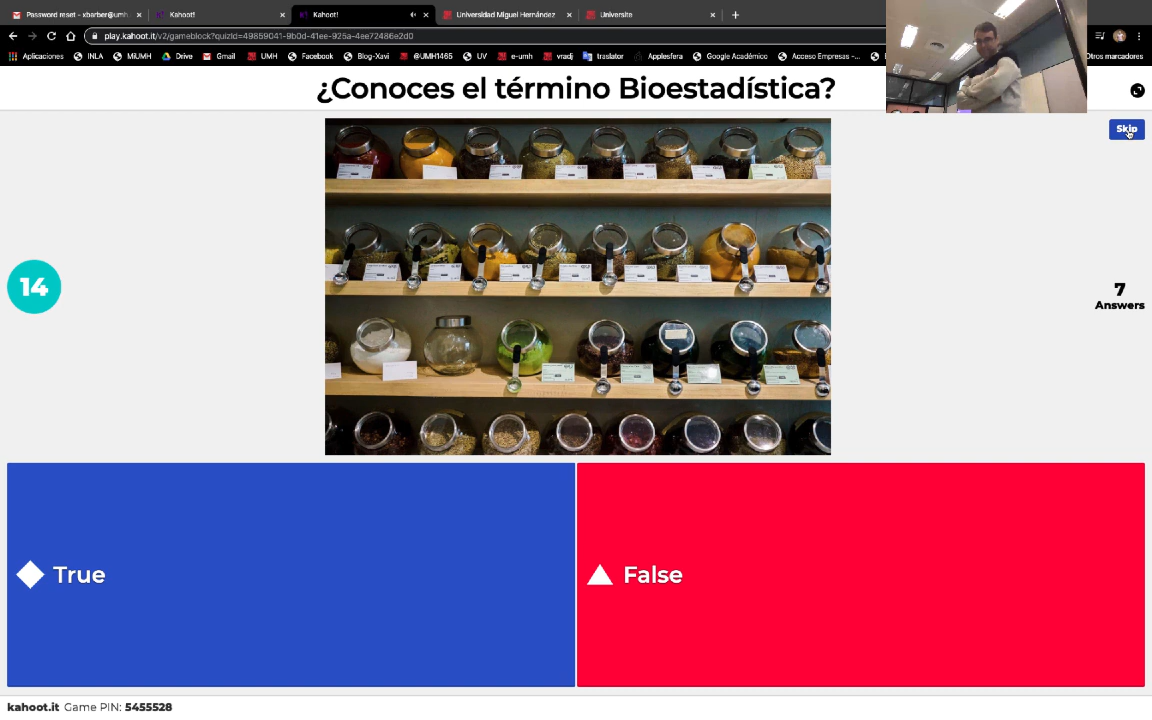 Password reset - xbarber@umh.
Kahoot!
Kahoot!
Universidad Miguel Hernández
Universite
play.kahoot.it/v2/gameblock?quizId=49859041-9b0d-41ee-925a-4ee72486e2d0
Aplicaciones INLA MiUMH Drive Gmail UMH Facebook Blog-Xavi @UMH1465 UV e-umh vradj traslator Applesfera Google Académico Acceso Empresas -... Otros marcadores
¿Conoces el término Bioestadística?
Skip
14
7
Answers
True
False
kahoot.it Game PIN: 5455528